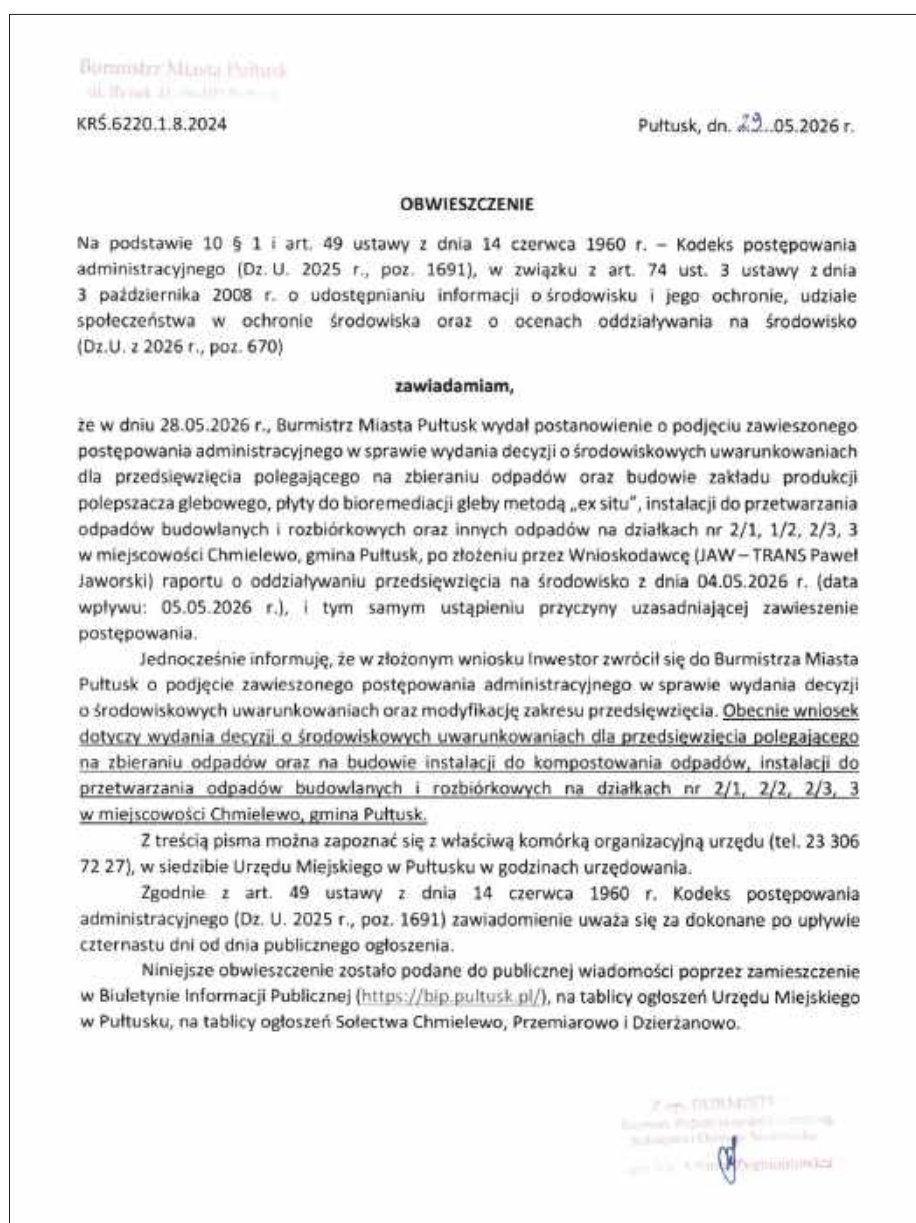 Burmistrz Miasta Pułtusk
KRŚ.6220.1.8.2024
Pułtusk, dn. 29..05.2026 r.
OBWIESZCZENIE
Na podstawie 10 § 1 i art. 49 ustawy z dnia 14 czerwca 1960 r. – Kodeks postępowania
administracyjnego (Dz. U. 2025 r., poz. 1691), w związku z art. 74 ust. 3 ustawy z dnia
3 października 2008 r. o udostępnianiu informacji o środowisku i jego ochronie, udziale
społeczeństwa w ochronie środowiska oraz o ocenach oddziaływania na środowisko
(Dz.U. z 2026 r., poz. 670)
zawiadamiam,
że w dniu 28.05.2026 r., Burmistrz Miasta Pułtusk wydał postanowienie o podjęciu zawieszonego
postępowania administracyjnego w sprawie wydania decyzji o środowiskowych uwarunkowaniach
dla przedsięwzięcia polegającego na zbieraniu odpadów oraz budowie zakładu produkcji
polepszacza glebowego, płyty do bioremediacji gleby metodą „ex situ”, instalacji do przetwarzania
odpadów budowlanych i rozbiórkowych oraz innych odpadów na działkach nr 2/1, 1/2, 2/3, 3
w miejscowości Chmielewo, gmina Pułtusk, po złożeniu przez Wnioskodawcę (JAW – TRANS Paweł
Jaworski) raportu o oddziaływaniu przedsięwzięcia na środowisko z dnia 04.05.2026 r. (data
wpływu: 05.05.2026 r.), i tym samym ustąpieniu przyczyny uzasadniającej zawieszenie
postępowania.
Jednocześnie informuję, że w złożonym wniosku Inwestor zwrócił się do Burmistrza Miasta
Pułtusk o podjęcie zawieszonego postępowania administracyjnego w sprawie wydania decyzji
o środowiskowych uwarunkowaniach oraz modyfikację zakresu przedsięwzięcia. Obecnie wniosek
dotyczy wydania decyzji o środowiskowych uwarunkowaniach dla przedsięwzięcia polegającego
na zbieraniu odpadów oraz na budowie instalacji do kompostowania odpadów, instalacji do
przetwarzania odpadów budowlanych i rozbiórkowych na działkach nr 2/1, 2/2, 2/3, 3
w miejscowości Chmielewo, gmina Pułtusk.
Z treścią pisma można zapoznać się z właściwą komórką organizacyjną urzędu (tel. 23 306
72 27), w siedzibie Urzędu Miejskiego w Pułtusku w godzinach urzędowania.
Zgodnie z art. 49 ustawy z dnia 14 czerwca 1960 r. Kodeks postępowania
administracyjnego (Dz. U. 2025 r., poz. 1691) zawiadomienie uważa się za dokonane po upływie
czternastu dni od dnia publicznego ogłoszenia.
Niniejsze obwieszczenie zostało podane do publicznej wiadomości poprzez zamieszczenie
w Biuletynie Informacji Publicznej (https://bip.pultusk.pl/), na tablicy ogłoszeń Urzędu Miejskiego
w Pułtusku, na tablicy ogłoszeń Sołectwa Chmielewo, Przemiarowo i Dzierżanowo.